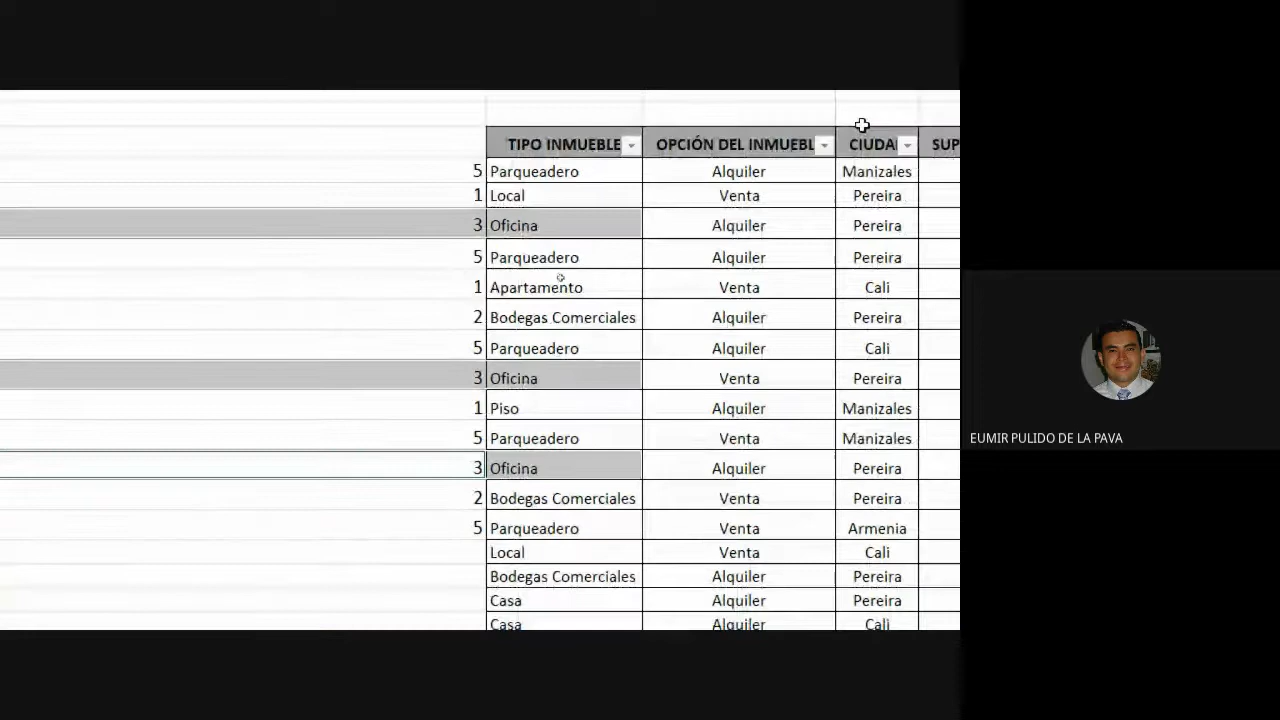 TIPO INMUEBLE OPCIÓN DEL INMUEBL CIUDA SUP
5 Parqueadero Alquiler Manizales
1 Local Venta Pereira
3 Oficina Alquiler Pereira
5 Parqueadero Alquiler Pereira
1 Apartamento Venta Cali
2 Bodegas Comerciales Alquiler Pereira
5 Parqueadero Alquiler Cali
3 Oficina Venta Pereira
1 Piso Alquiler Manizales
5 Parqueadero Venta Manizales
3 Oficina Alquiler Pereira
2 Bodegas Comerciales Venta Pereira
5 Parqueadero Venta Armenia
Local Venta Cali
Bodegas Comerciales Alquiler Pereira
Casa Alquiler Pereira
Casa Alquiler Cali
EUMIR PULIDO DE LA PAVA